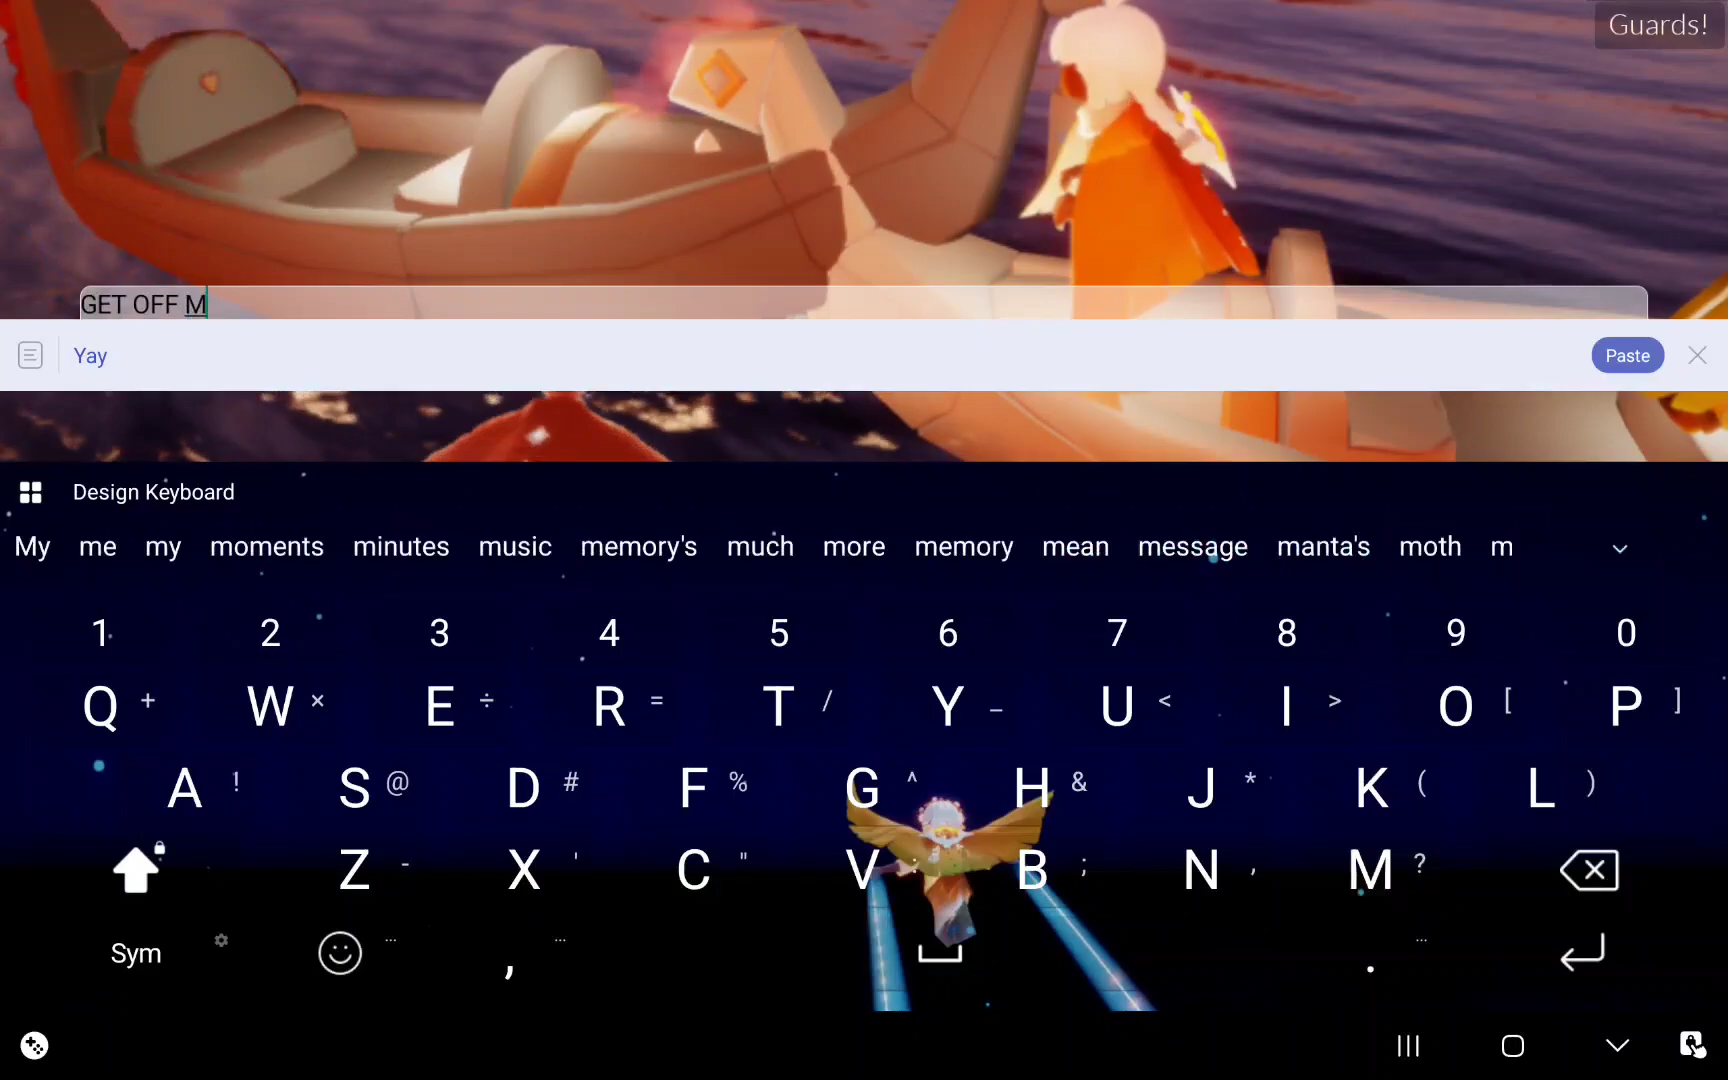 Guards!
GET OFF M
Yay
Paste
Design Keyboard
My me my moments minutes music memory's much more memory mean message manta's moth m
1 2 3 4 5 6 7 8 9 0
Q + W × E ÷ R = T / Y _ U < I > O [ P ]
A ! S @ D # F % G ^ H & J * K ( L )
Z - X ' C " V : B ; N , M ?
Sym ... , ... . ...